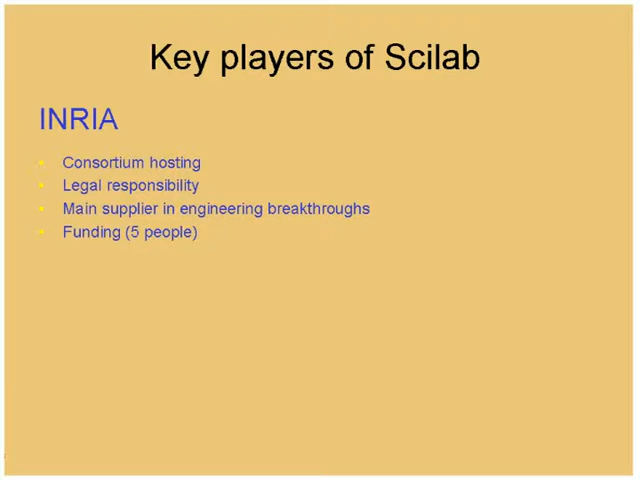 Key players of Scilab
INRIA
Consortium hosting
Legal responsibility
Main supplier in engineering breakthroughs
Funding (5 people)